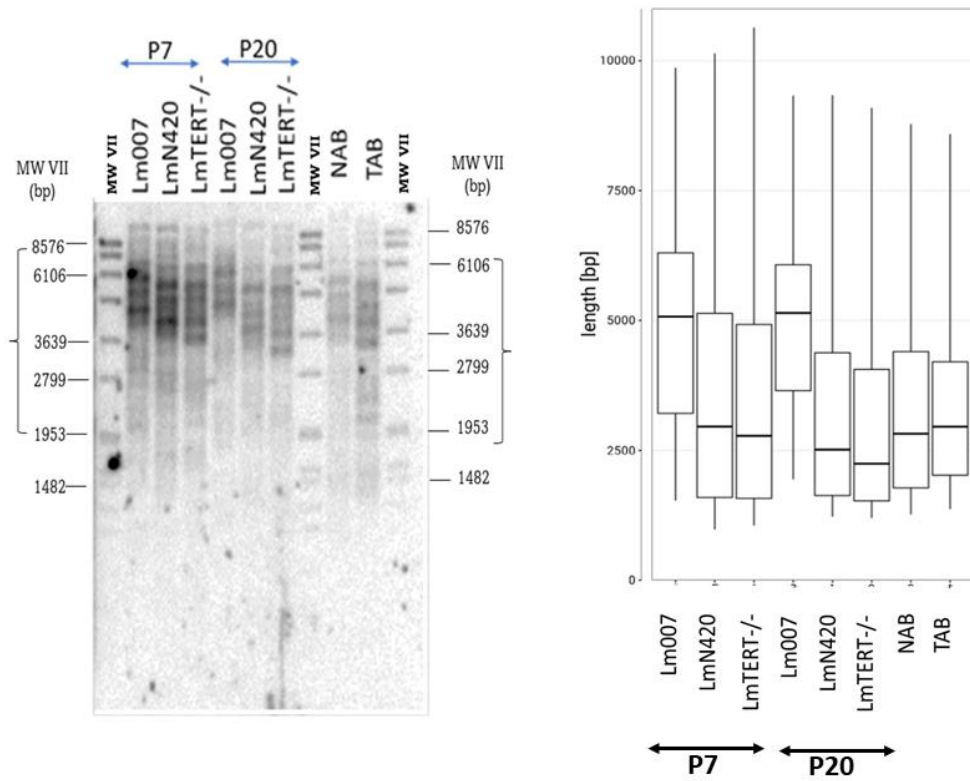 P7
P20
MW VII
Lm007
LmN420
LmTERT-/-
Lm007
LmN420
LmTERT-/-
MW VII
NAB
TAB
MW VII
MW VII
(bp)
8576
6106
3639
2799
1953
1482
MW VII
(bp)
8576
6106
3639
2799
1953
1482
length [bp]
10000
7500
5000
2500
0
Lm007
LmN420
LmTERT-/-
Lm007
LmN420
LmTERT-/-
NAB
TAB
P7
P20